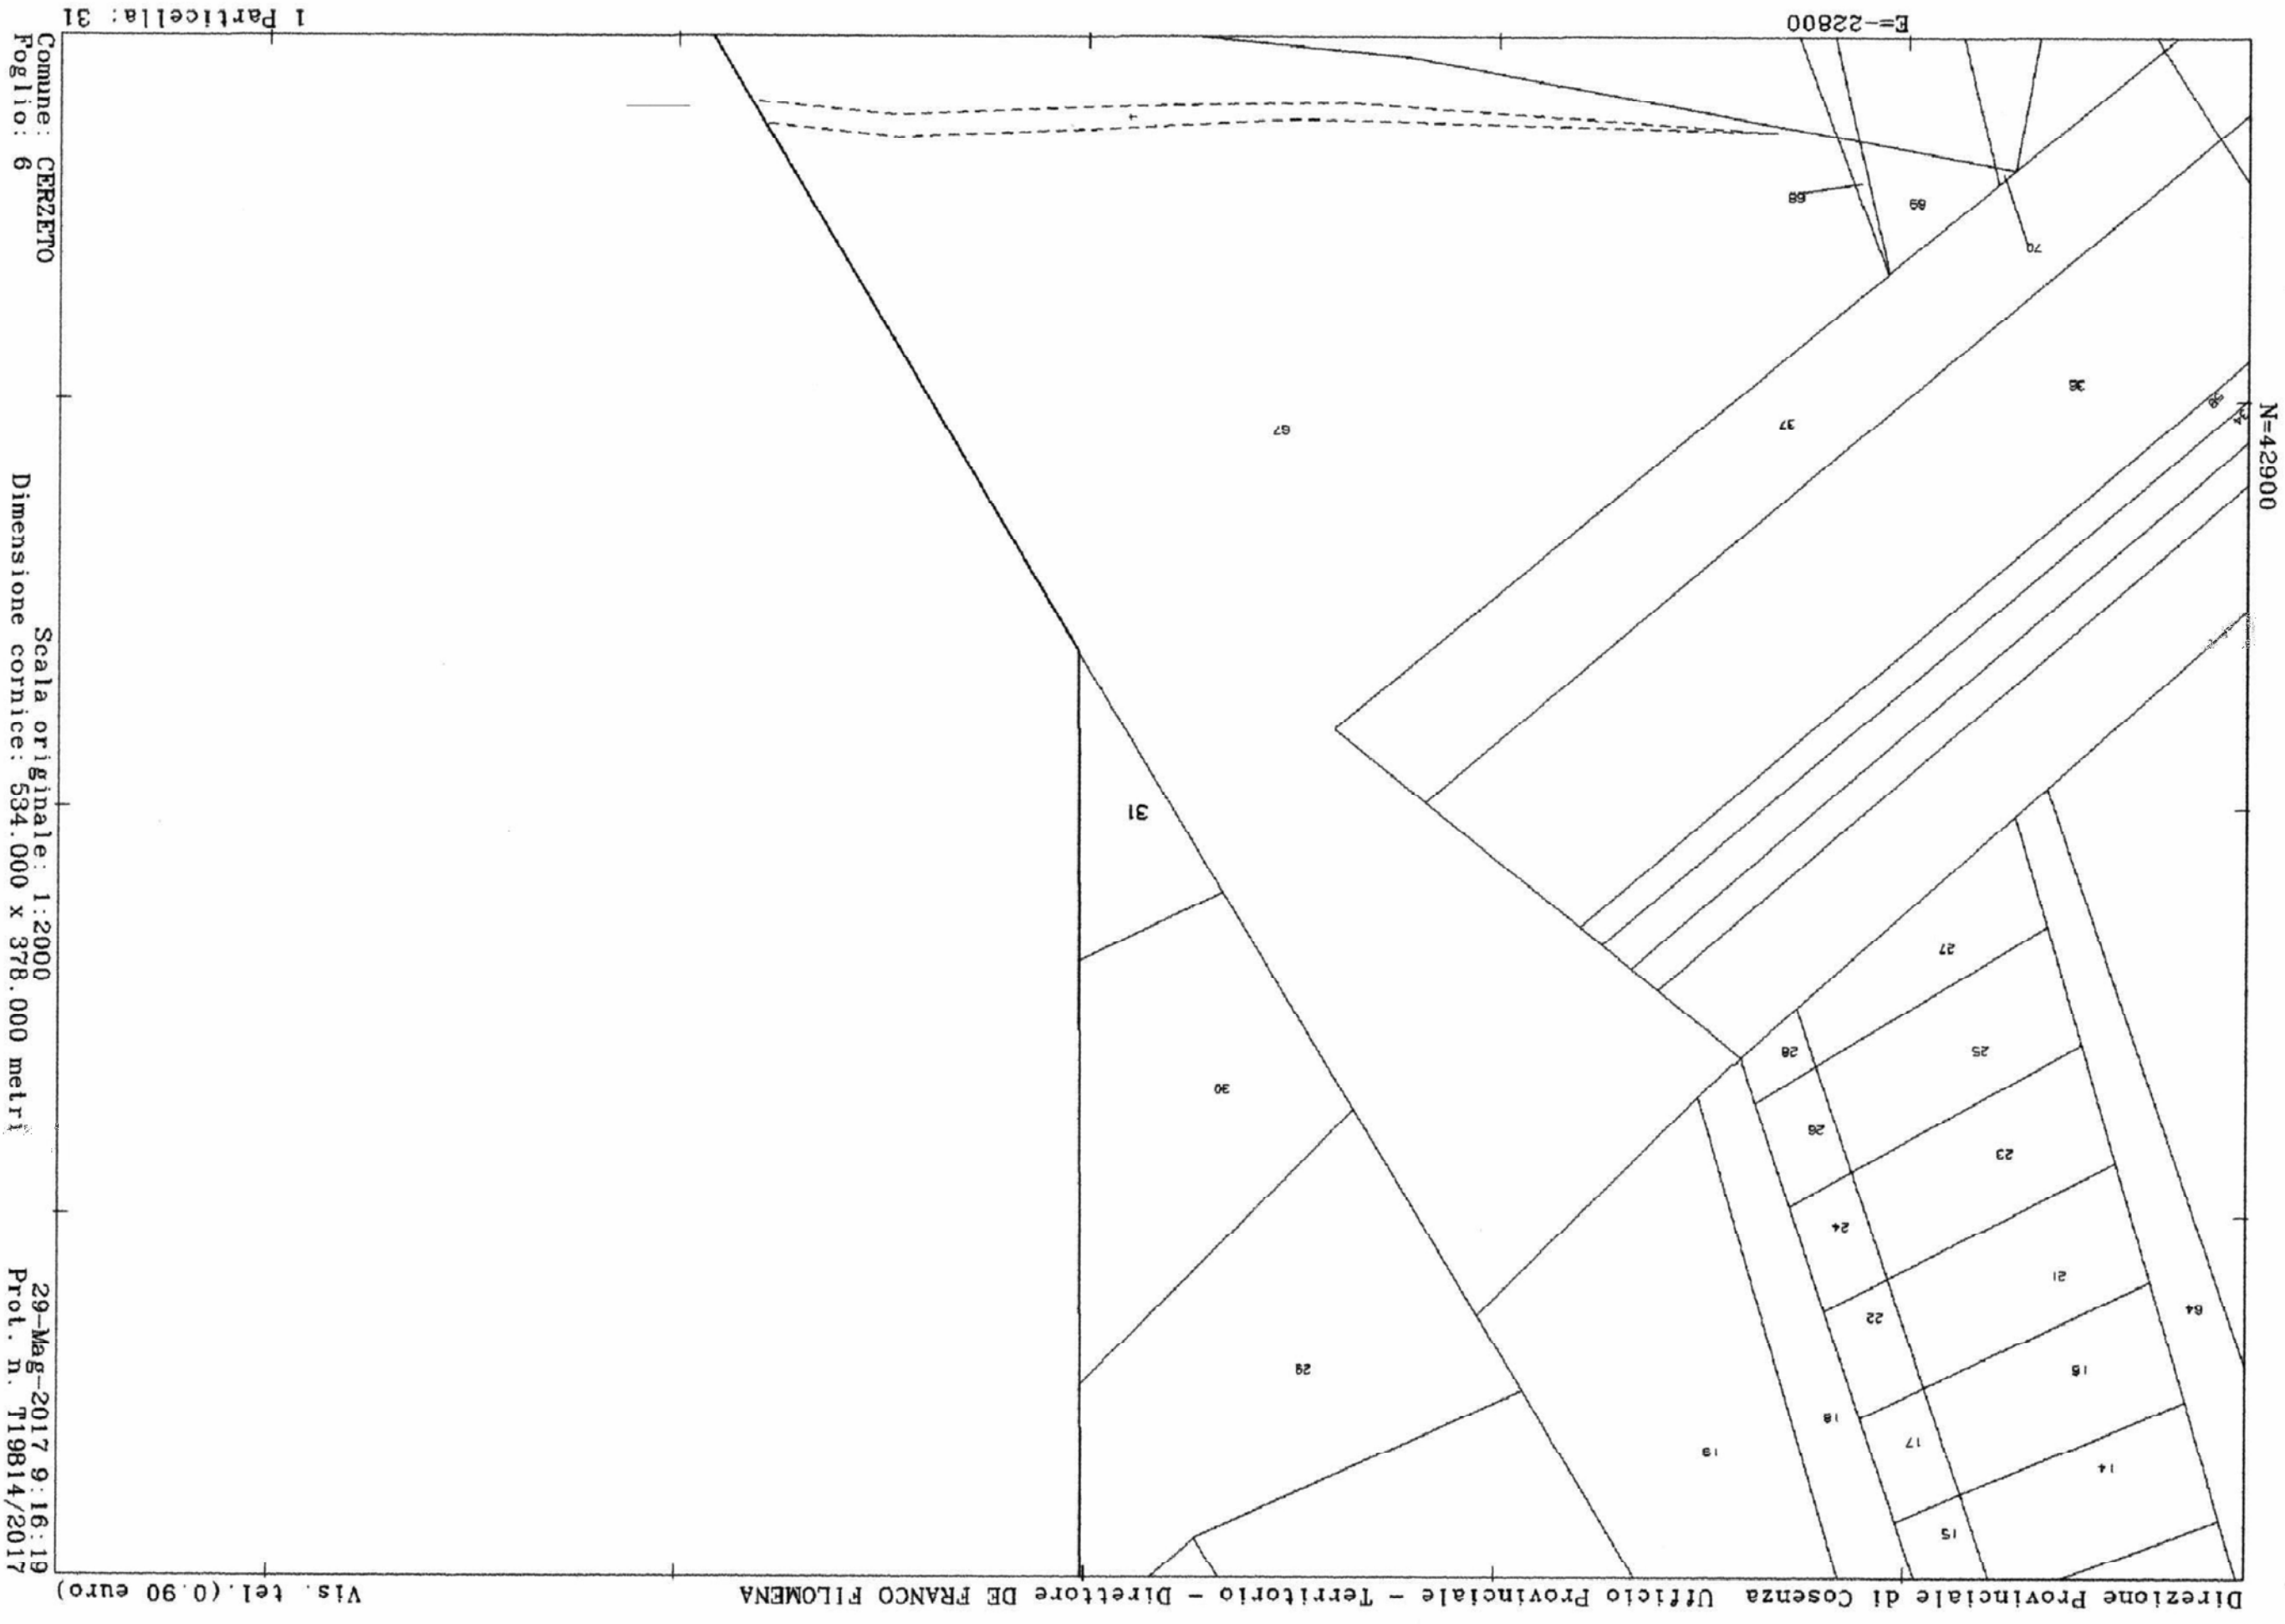 Direzione Provinciale di Cosenza Ufficio Provinciale - Territorio - Direttore DE FRANCO FILOMENA
Vis. tel. (0.90 euro)
N=42900
E=-22800
1 Particella: 31
Comune: CERZETO
Foglio: 6
Scala originale: 1:2000
Dimensione cornice: 534.000 x 378.000 metri
29-Mag-2017 9:16:19
Prot. n. T19814/2017
14
15
16
17
18
19
21
22
23
24
25
26
27
28
29
30
31
64
36
37
67
68
69
70